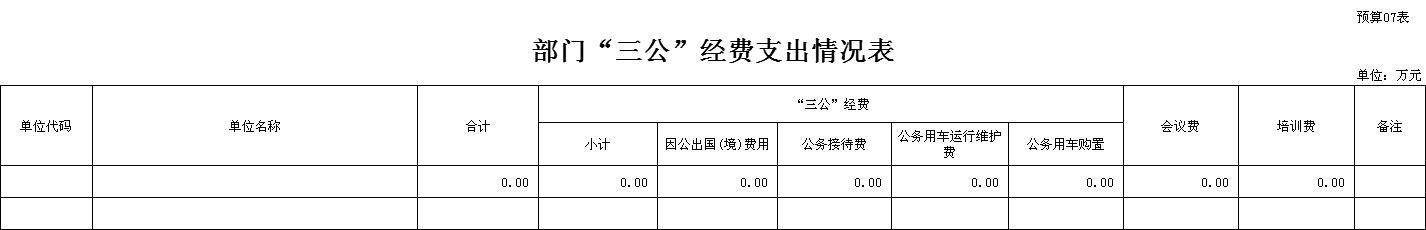 预算07表
部门“三公”经费支出情况表
单位：万元
单位代码 单位名称 合计 “三公”经费 会议费 培训费 备注
小计 因公出国(境)费用 公务接待费 公务用车运行维护费 公务用车购置
0.00 0.00 0.00 0.00 0.00 0.00 0.00 0.00